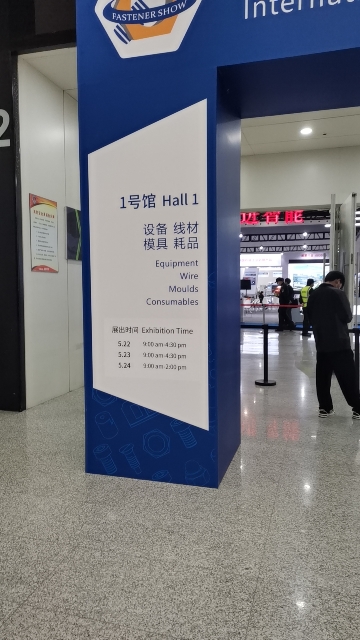 FASTENER SHOW
Internat
2
1号馆 Hall 1
设备 线材
模具 耗品
Equipment
Wire
Moulds
Consumables
展出时间 Exhibition Time
5.22 9:00 am-4:30 pm
5.23 9:00 am-4:30 pm
5.24 9:00 am-2:00 pm